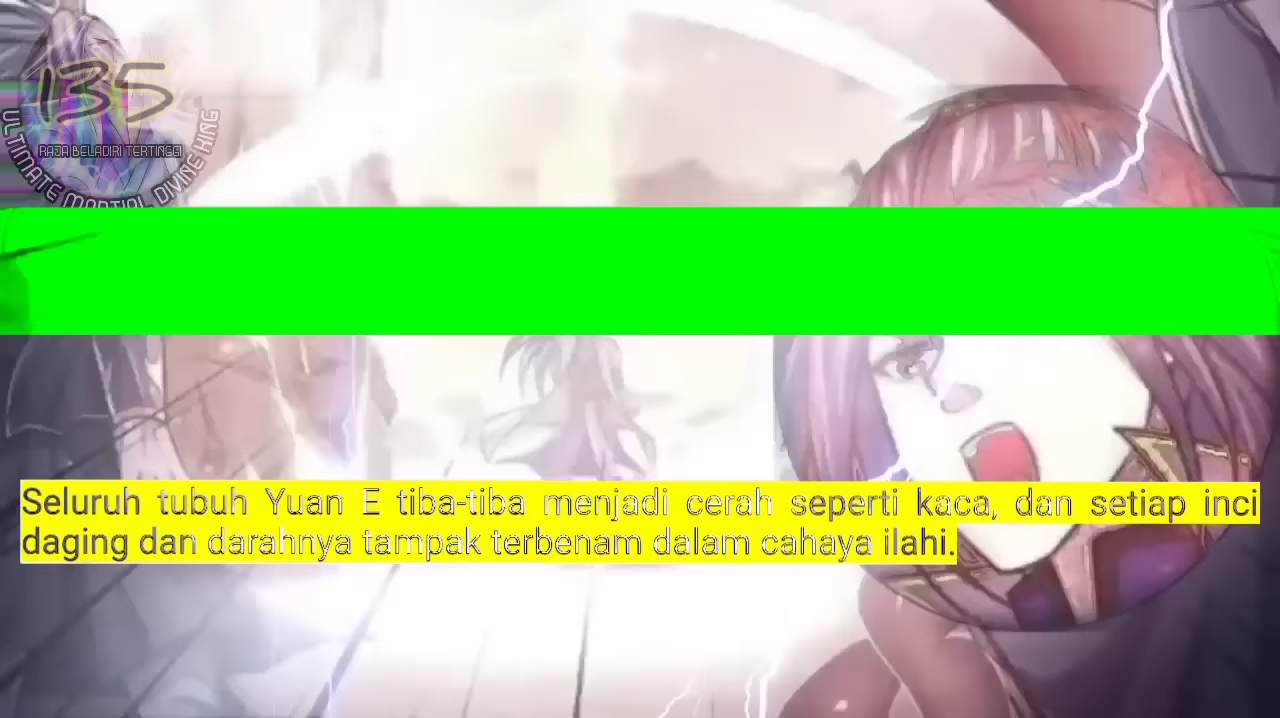 135
RAJA BELADIRI TERTINGGI
ULTIMATE MARTIAL DIVINE KING
Seluruh tubuh Yuan E tiba-tiba menjadi cerah seperti kaca, dan setiap inci
daging dan darahnya tampak terbenam dalam cahaya ilahi.